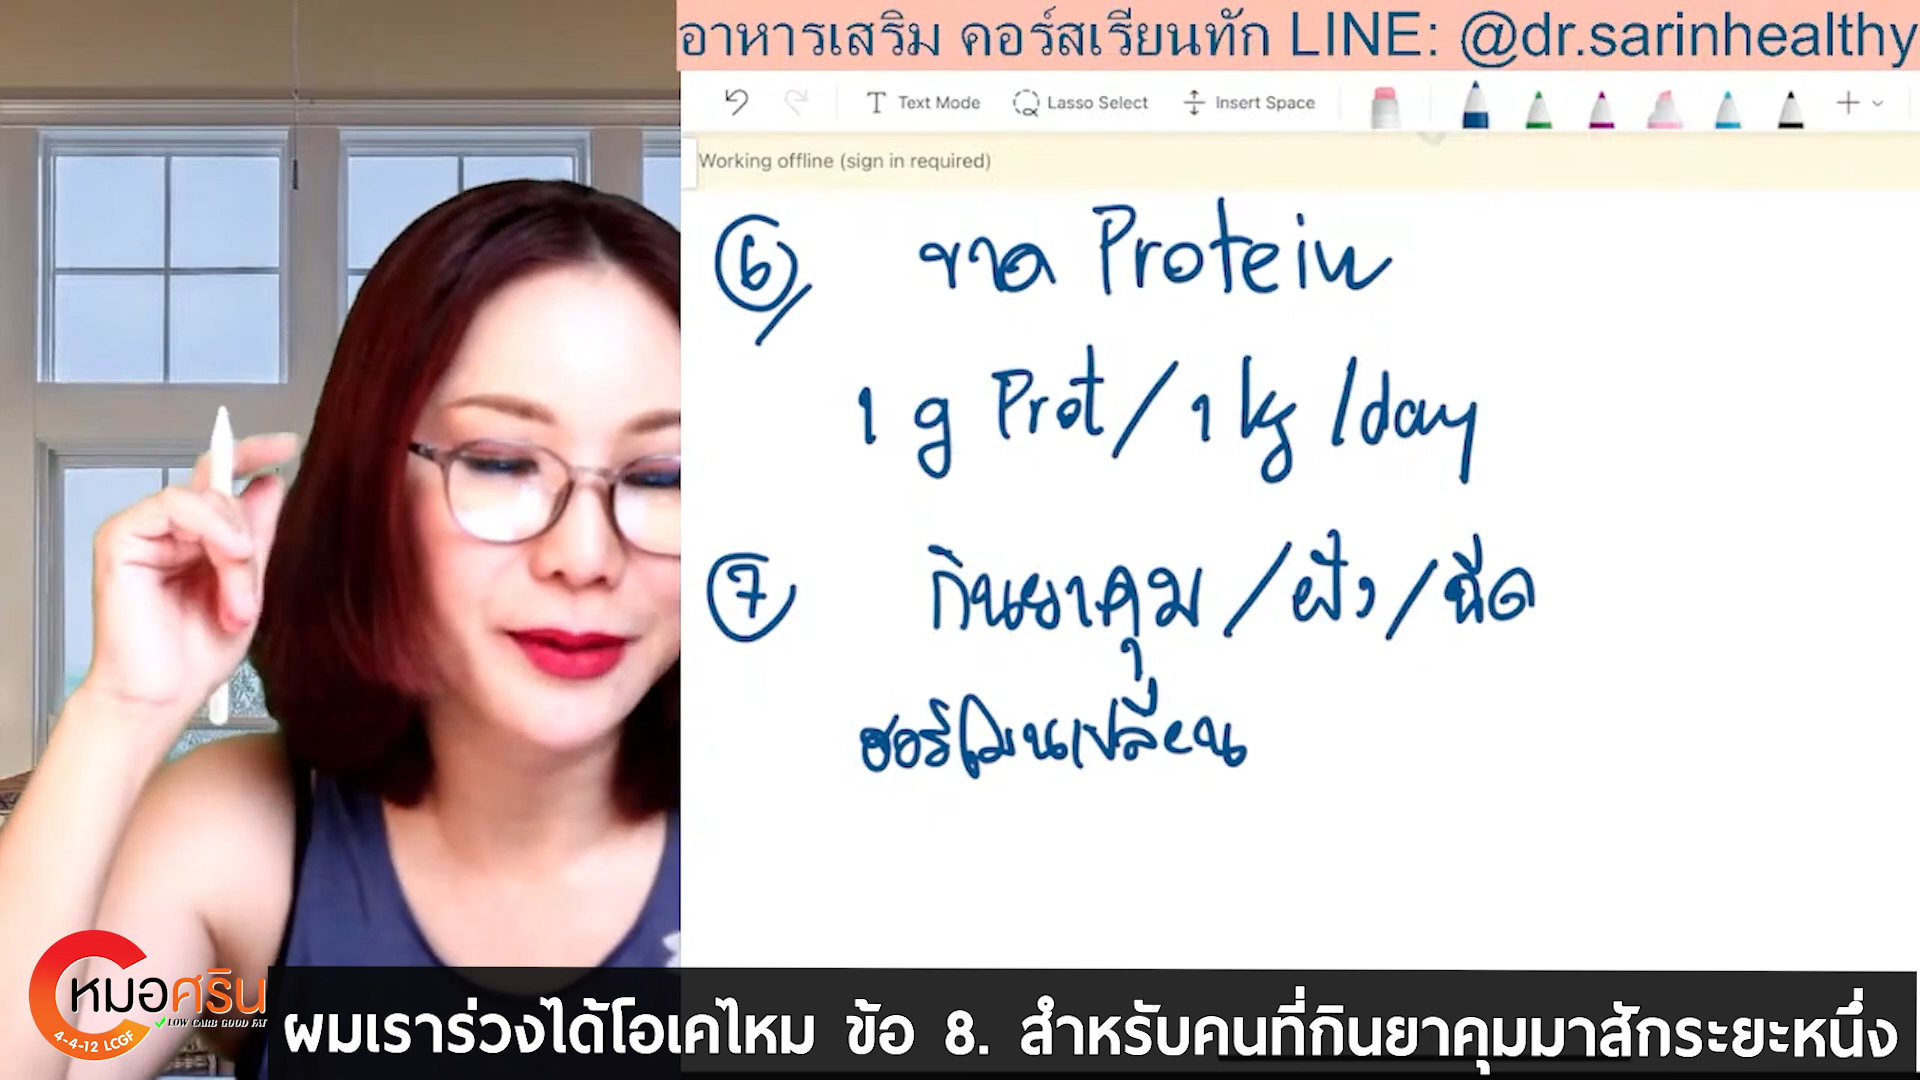 อาหารเสริม คอร์สเรียนทัก LINE: @dr.sarinhealthy
Text Mode Lasso Select Insert Space
Working offline (sign in required)
6 ขาด Protein
1 g Prot / 1 kg /day
7 กินยาคุม / ฝัง / ฉีด
ฮอร์โมนเปลี่ยน
หมอศริน
LOW CARB GOOD FAT
4-4-12 LCGF
ผมเราร่วงได้โอเคไหม ข้อ 8. สำหรับคนที่กินยาคุมมาสักระยะหนึ่ง